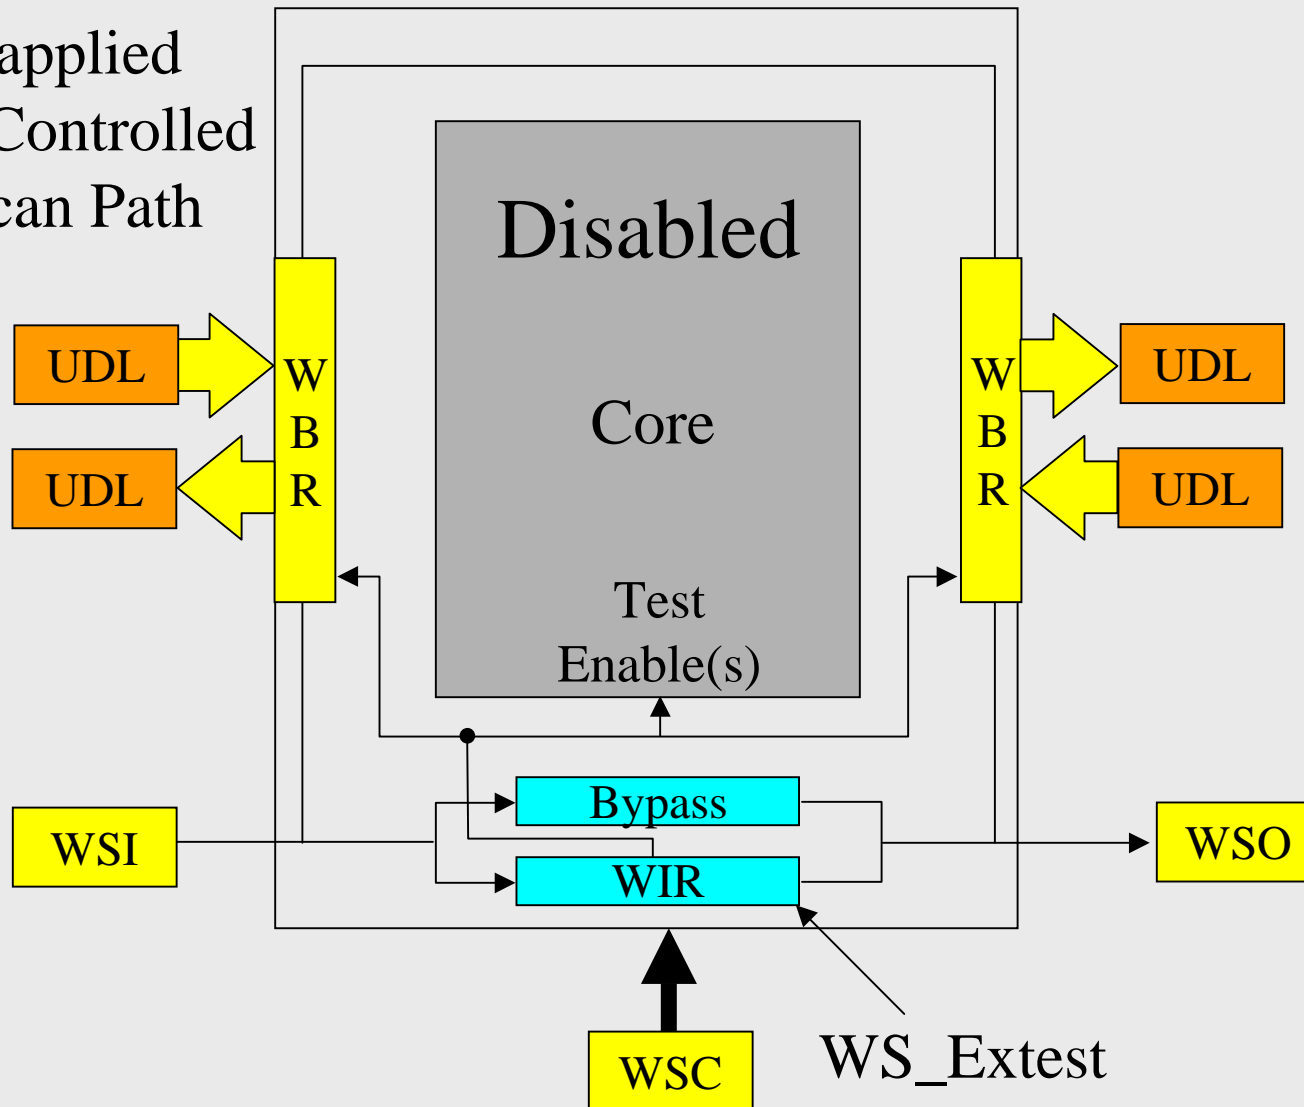 applied
Controlled
can Path
Disabled
Core
Test
Enable(s)
UDL
UDL
W
B
R
W
B
R
UDL
UDL
Bypass
WIR
WSI
WSO
WSC
WS_Extest